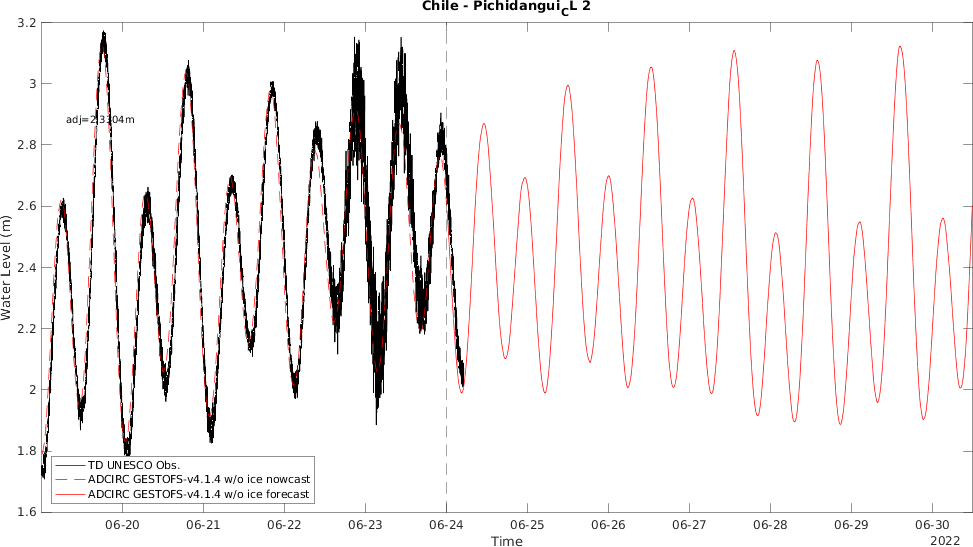 Chile - Pichidangui_CL 2
3.2
3
2.8
2.6
2.4
2.2
2
1.8
1.6
Water Level (m)
adj=2.3304m
TD UNESCO Obs.
ADCIRC GESTOFS-v4.1.4 w/o ice nowcast
ADCIRC GESTOFS-v4.1.4 w/o ice forecast
06-20 06-21 06-22 06-23 06-24 06-25 06-26 06-27 06-28 06-29 06-30
Time
2022